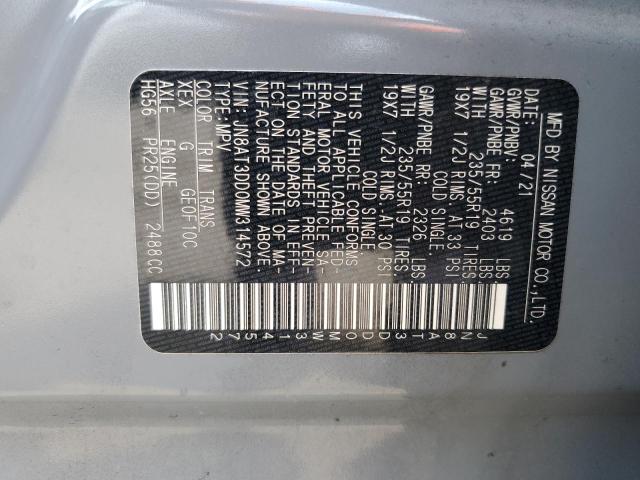 MFD BY NISSAN MOTOR CO.,LTD.
DATE: 04/21
GVWR/PNBV: 4619 LBS.
GAWR/PNBE FR: 2403 LBS.
WITH 235/55R19 TIRES
19X7 1/2J RIMS. AT 33 PSI
COLD SINGLE.
GAWR/PNBE RR: 2326 LBS.
WITH 235/55R19 TIRES
19X7 1/2J RIMS. AT 30 PSI
COLD SINGLE
THIS VEHICLE CONFORMS
TO ALL APPLICABLE FED-
ERAL MOTOR VEHICLE SA-
FETY AND THEFT PREVEN-
TION STANDARDS IN EFF-
ECT ON THE DATE OF MA-
NUFACTURE SHOWN ABOVE.
VIN: JN8AT3DD0MW314572
TYPE: MPV
COLOR TRIM TRANS
XEX G GE0F10C
AXLE ENGINE
HG56 PR25(DD) 2488CC
JN8AT3DD0MW314572